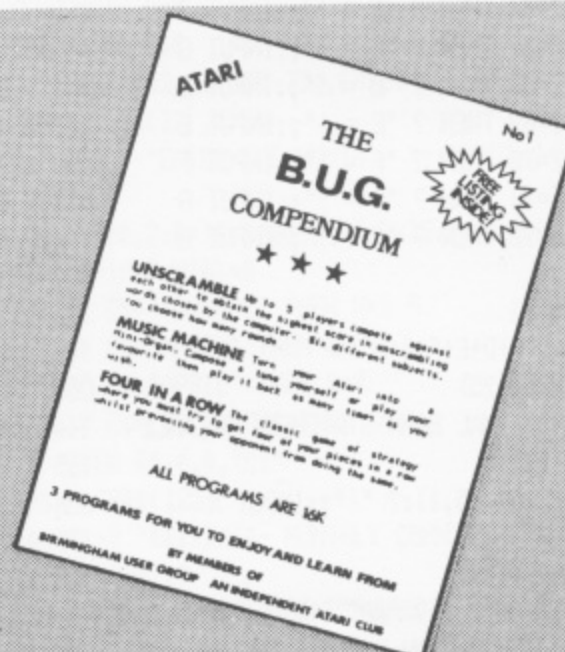 ATARI
No 1
THE
B.U.G.
COMPENDIUM
FREE
LISTING
INSIDE!
UNSCRAMBLE Up to 5 players compete against
each other to obtain the highest score in unscrambling
words chosen by the computer. Six different subjects.
You choose how many rounds.
MUSIC MACHINE Turn your Atari into a
Mini-Organ. Compose a tune yourself or play your
favourite then play it back as many times as you
wish.
FOUR IN A ROW The classic game of strategy
where you must try to get four of your pieces in a row
whilst preventing your opponent from doing the same.
ALL PROGRAMS ARE 16K
3 PROGRAMS FOR YOU TO ENJOY AND LEARN FROM
BY MEMBERS OF
BIRMINGHAM USER GROUP AN INDEPENDENT ATARI CLUB